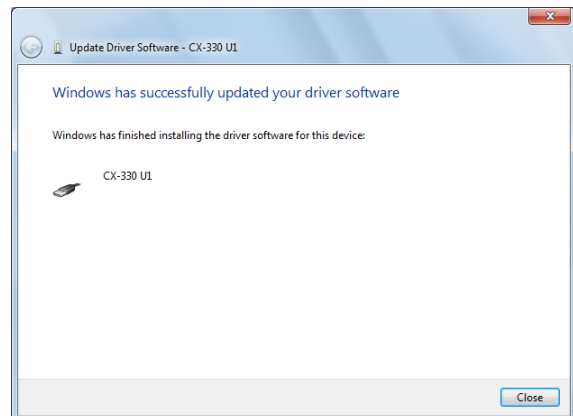 Update Driver Software - CX-330 U1
Windows has successfully updated your driver software
Windows has finished installing the driver software for this device:
CX-330 U1
Close